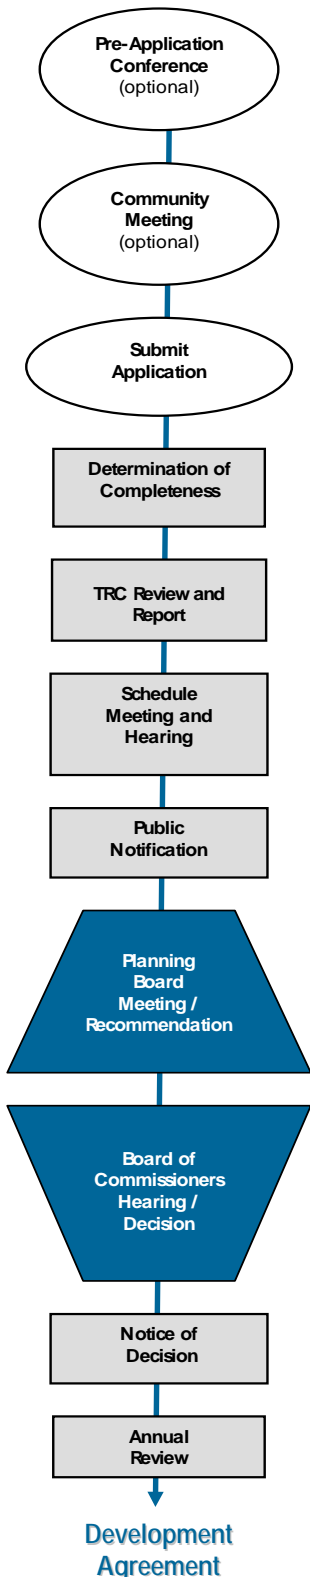 Pre-Application
Conference
(optional)
Community
Meeting
(optional)
Submit
Application
Determination of
Completeness
TRC Review and
Report
Schedule
Meeting and
Hearing
Public
Notification
Planning
Board
Meeting /
Recommendation
Board of
Commissioners
Hearing /
Decision
Notice of
Decision
Annual
Review
Development
Agreement